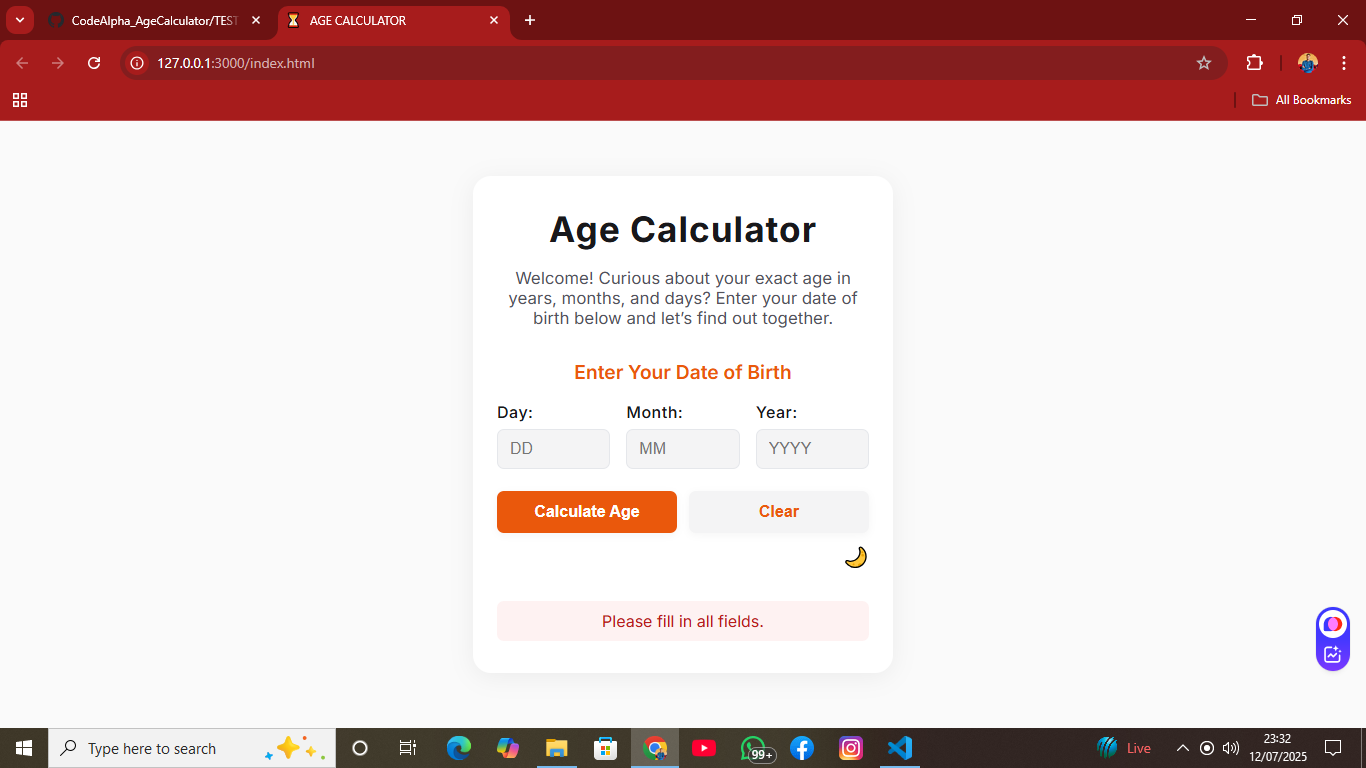 CodeAlpha_AgeCalculator/TEST
AGE CALCULATOR
127.0.0.1:3000/index.html
All Bookmarks
Age Calculator
Welcome! Curious about your exact age in
years, months, and days? Enter your date of
birth below and let’s find out together.
Enter Your Date of Birth
Day: Month: Year:
DD MM YYYY
Calculate Age Clear
Please fill in all fields.
Type here to search
99+
Live
23:32
12/07/2025